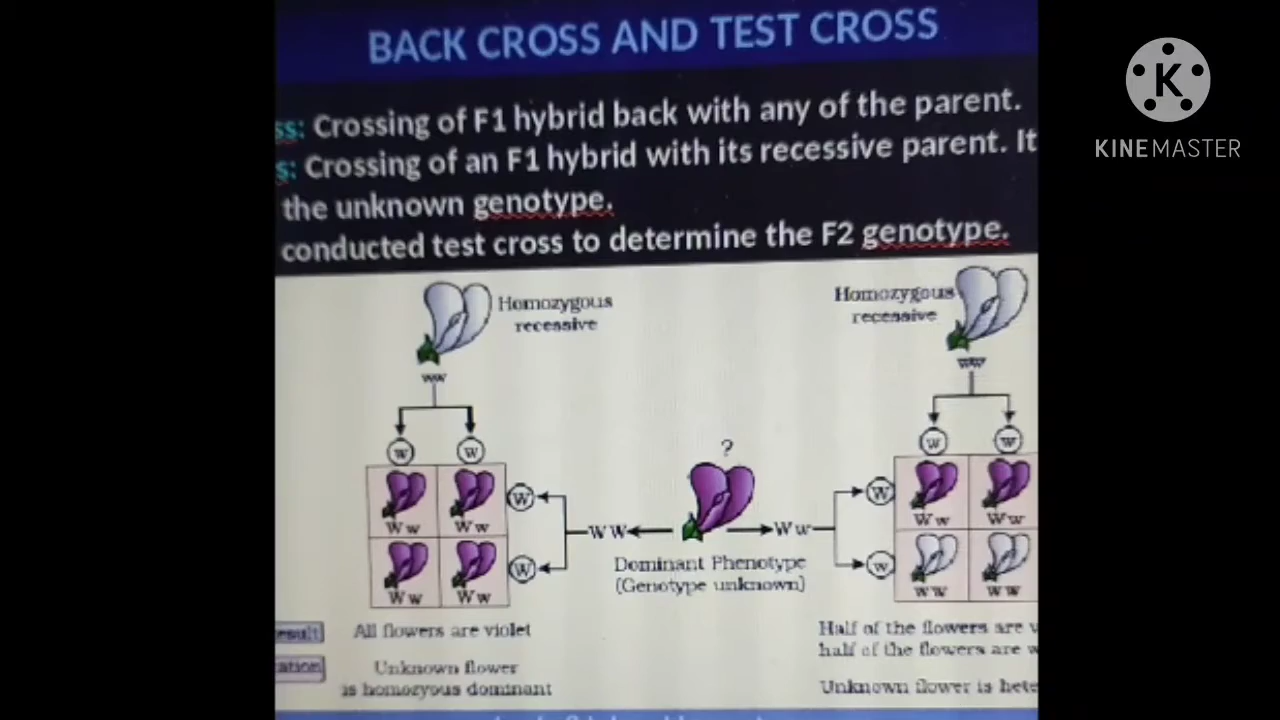 BACK CROSS AND TEST CROSS
K
KINEMASTER
ss: Crossing of F1 hybrid back with any of the parent.
s: Crossing of an F1 hybrid with its recessive parent. It
the unknown genotype.
conducted test cross to determine the F2 genotype.
Homozygous
recessive
Homozygous
recessive
ww
ww
w w
w w
?
Ww Ww
W
W
Ww Ww
WW
Ww
Ww Ww
W
w
ww ww
Dominant Phenotype
(Genotype unknown)
esult
All flowers are violet
Half of the flowers are v
half of the flowers are w
cation
Unknown flower
is homozyous dominant
Unknown flower is hete